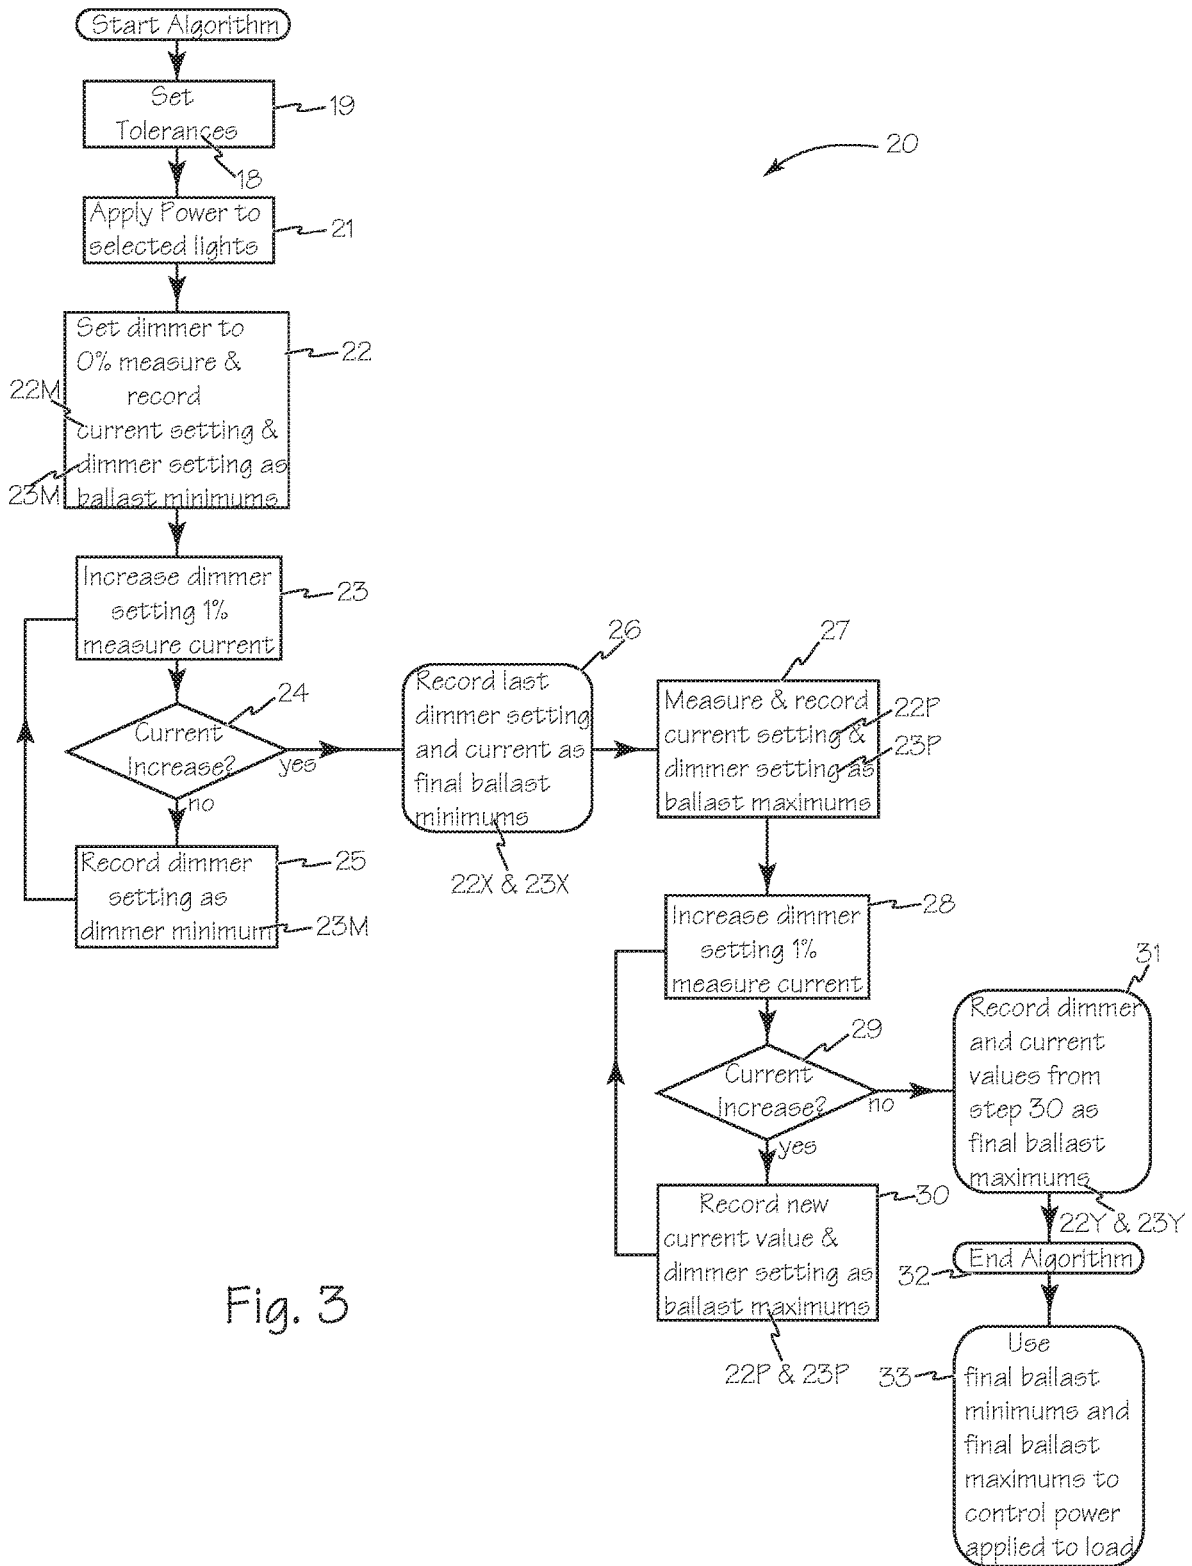 Start Algorithm
Set
Tolerances
19
18
20
Apply Power to
selected lights
21
Set dimmer to
0% measure &
record
current setting &
dimmer setting as
ballast minimums
22
22M
23M
Increase dimmer
setting 1%
measure current
23
Current
Increase?
24
yes
no
Record dimmer
setting as
dimmer minimum
25
23M
Record last
dimmer setting
and current as
final ballast
minimums
26
22X & 23X
Measure & record
current setting &
dimmer setting as
ballast maximums
27
22P
23P
Increase dimmer
setting 1%
measure current
28
Current
Increase?
29
no
yes
Record new
current value &
dimmer setting as
ballast maximums
30
22P & 23P
Record dimmer
and current
values from
step 30 as
final ballast
maximums
31
22Y & 23Y
End Algorithm
32
Use
final ballast
minimums and
final ballast
maximums to
control power
applied to load
33
Fig. 3